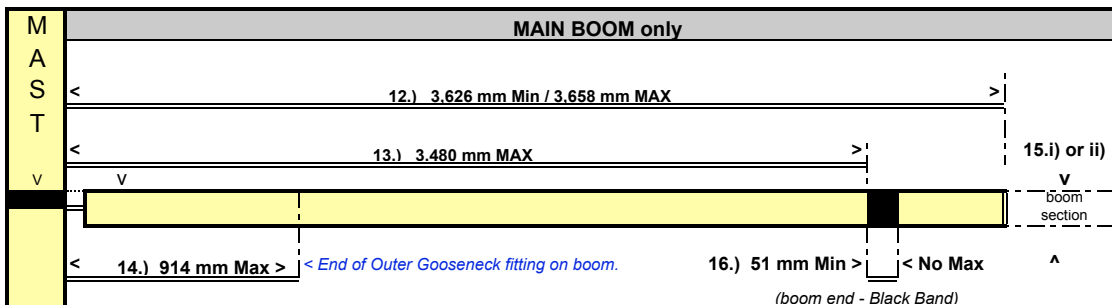 M
A
S
T
MAIN BOOM only
< 12.) 3,626 mm Min / 3,658 mm MAX >
< 13.) 3.480 mm MAX >
15.i) or ii)
v v v
boom
section
< 14.) 914 mm Max > < End of Outer Gooseneck fitting on boom. 16.) 51 mm Min > < No Max ^
(boom end - Black Band)